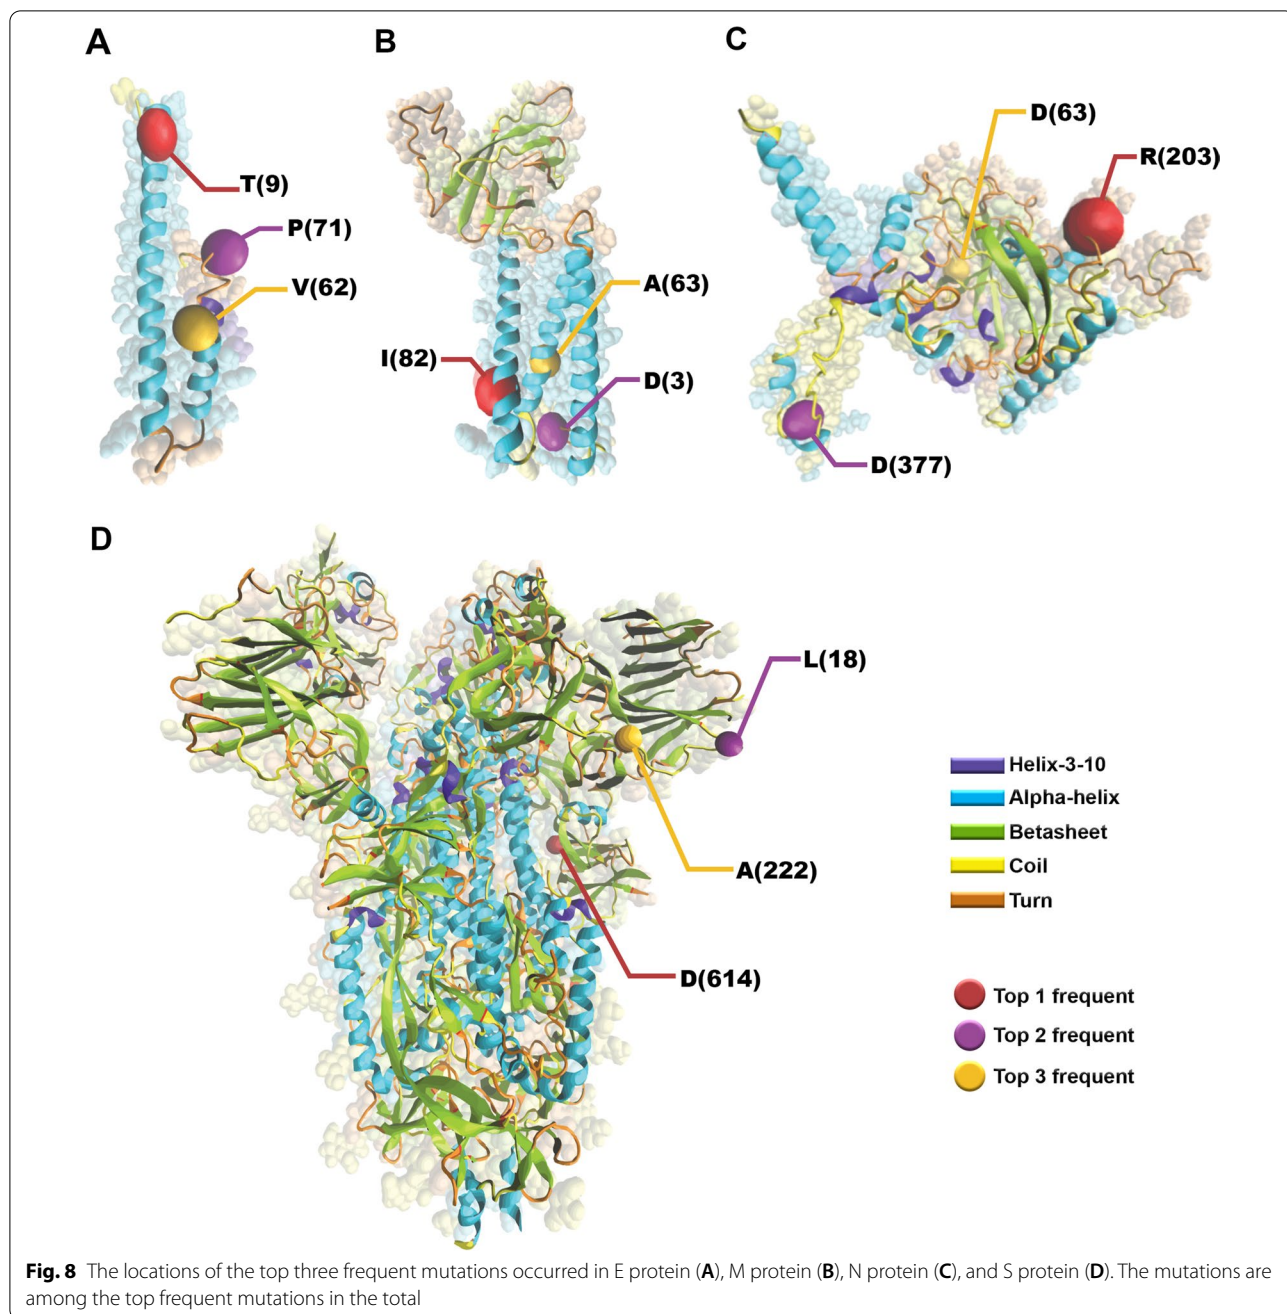 A
B
C
T(9)
P(71)
V(62)
A(63)
I(82)
D(3)
D(63)
R(203)
D(377)
D
L(18)
A(222)
D(614)
Helix-3-10
Alpha-helix
Betasheet
Coil
Turn
Top 1 frequent
Top 2 frequent
Top 3 frequent
Fig. 8 The locations of the top three frequent mutations occurred in E protein (A), M protein (B), N protein (C), and S protein (D). The mutations are
among the top frequent mutations in the total